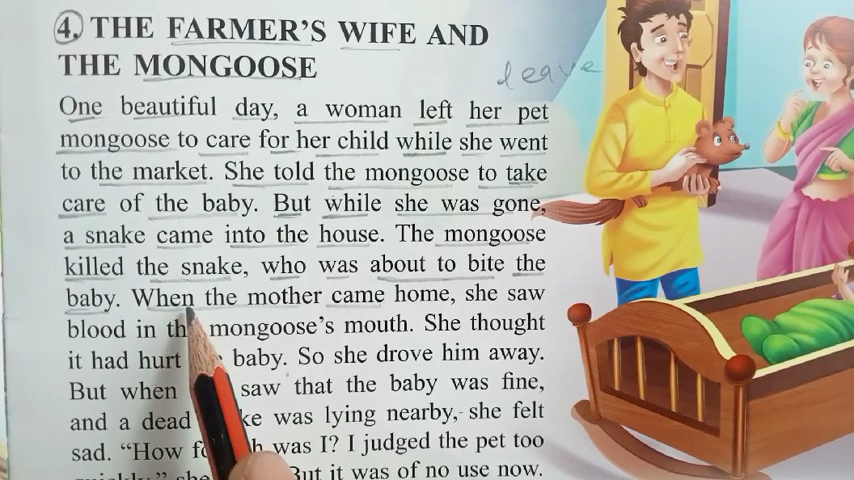 4. THE FARMER'S WIFE AND
THE MONGOOSE
leave
One beautiful day, a woman left her pet
mongoose to care for her child while she went
to the market. She told the mongoose to take
care of the baby. But while she was gone,
a snake came into the house. The mongoose
killed the snake, who was about to bite the
baby. When the mother came home, she saw
blood in mongoose's mouth. She thought
it had hurt baby. So she drove him away.
But when saw that the baby was fine,
and a dead was lying nearby, she felt
sad. "How was I? I judged the pet too
But it was of no use now.